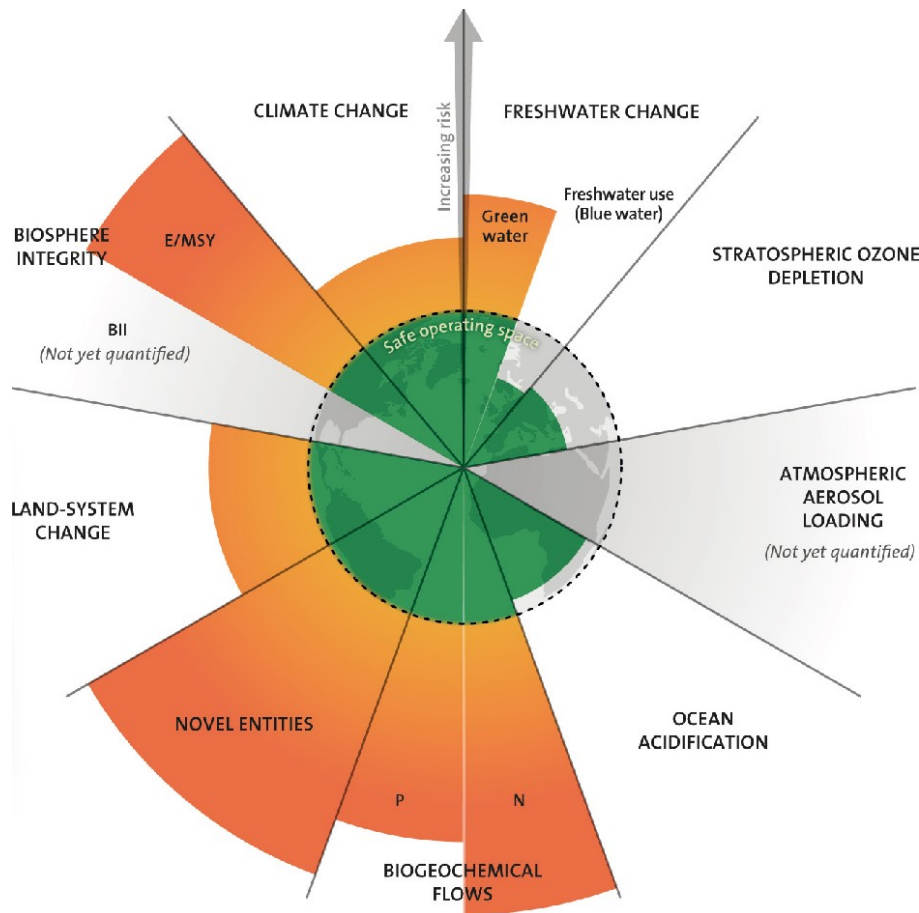 CLIMATE CHANGE
Increasing risk
FRESHWATER CHANGE
Freshwater use
(Blue water)
Green
water
STRATOSPHERIC OZONE
DEPLETION
BIOSPHERE
INTEGRITY
E/MSY
BII
(Not yet quantified)
Safe operating space
ATMOSPHERIC
AEROSOL
LOADING
(Not yet quantified)
LAND-SYSTEM
CHANGE
NOVEL ENTITIES
OCEAN
ACIDIFICATION
P
N
BIOGEOCHEMICAL
FLOWS